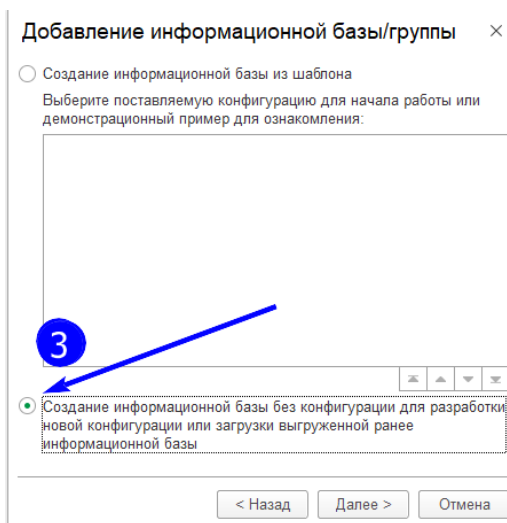 Добавление информационной базы/группы
Создание информационной базы из шаблона
Выберите поставляемую конфигурацию для начала работы или
демонстрационный пример для ознакомления:
3
Создание информационной базы без конфигурации для разработки
новой конфигурации или загрузки выгруженной ранее
информационной базы
< Назад Далее > Отмена